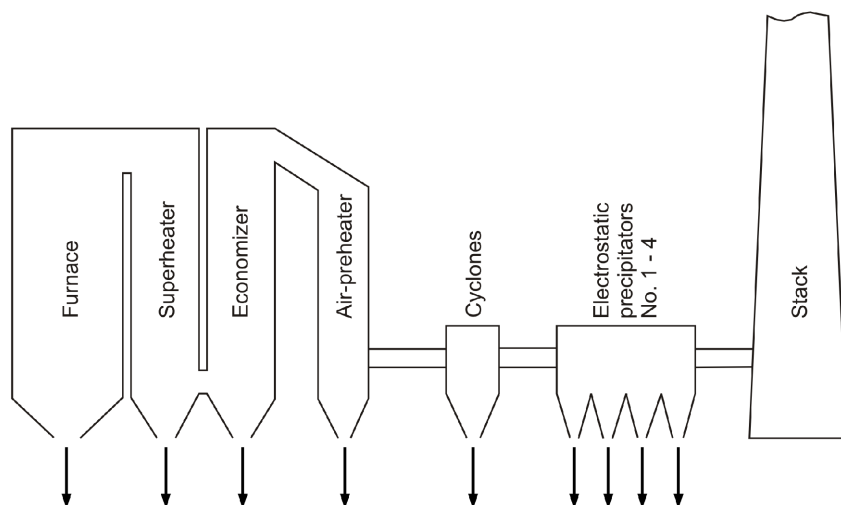 Furnace
Superheater
Economizer
Air-preheater
Cyclones
Electrostatic
precipitators
No. 1 - 4
Stack